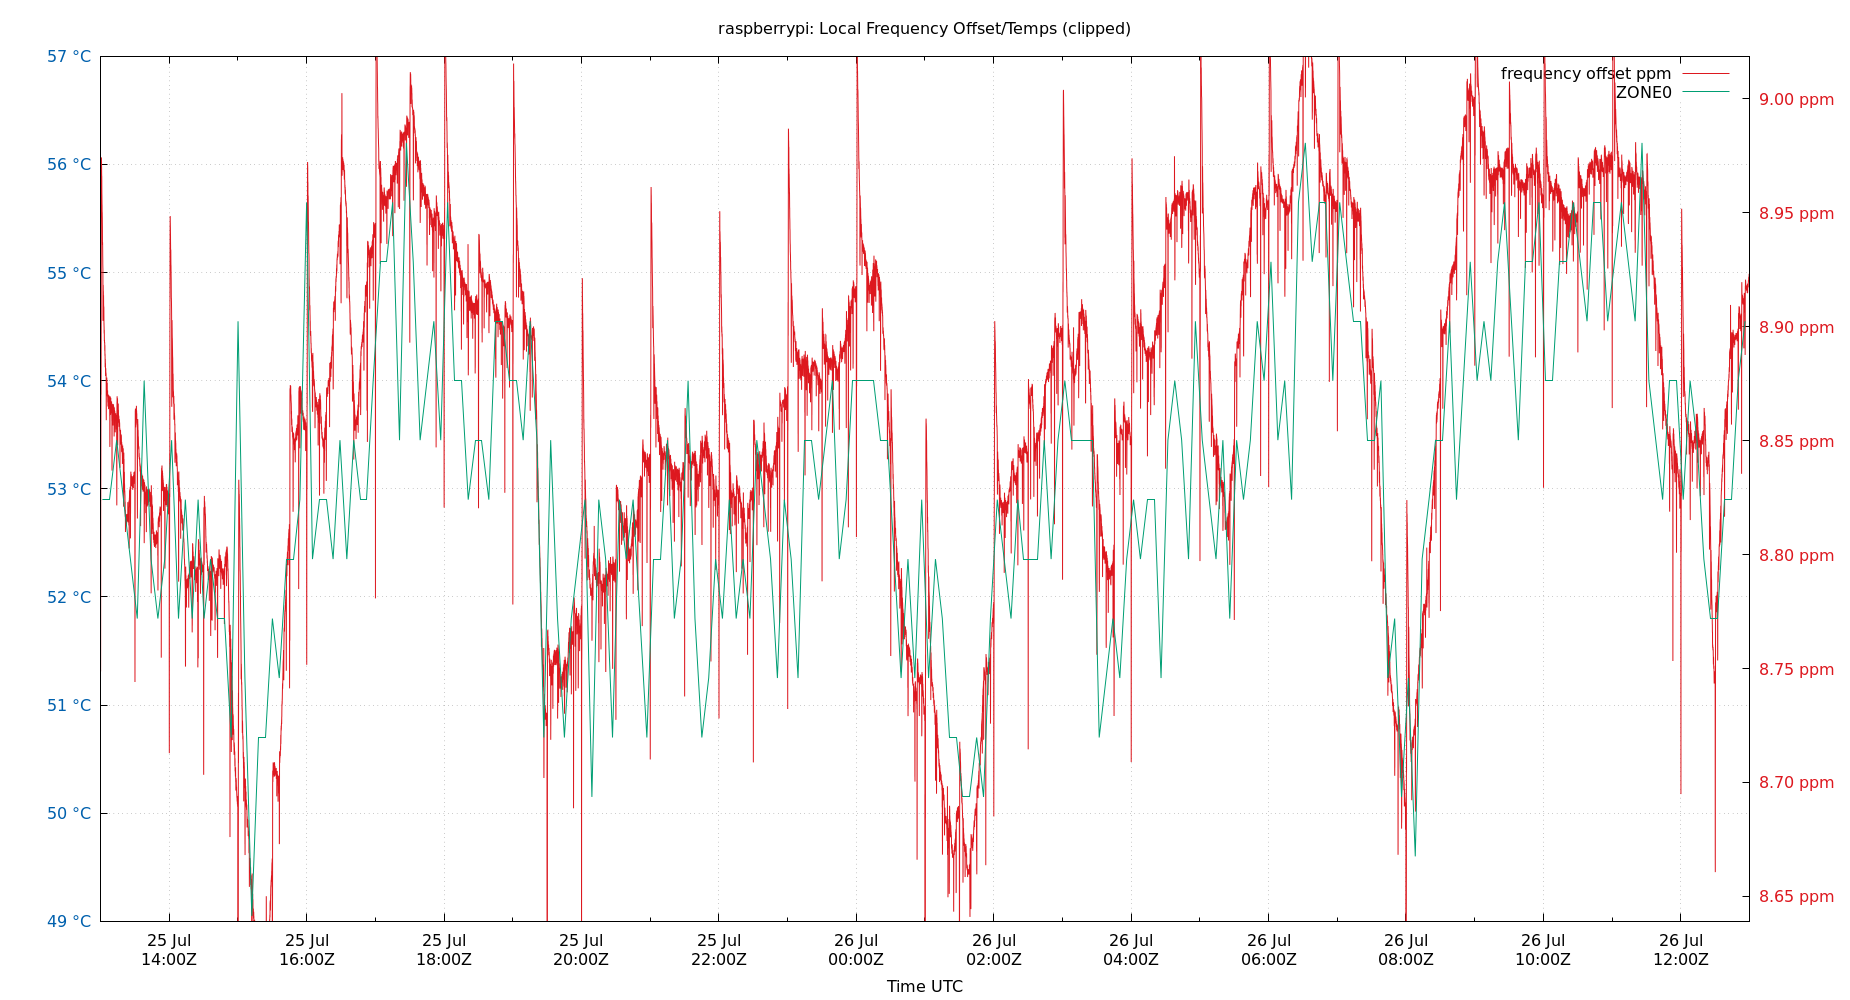 raspberrypi: Local Frequency Offset/Temps (clipped)
57 °C
56 °C
55 °C
54 °C
53 °C
52 °C
51 °C
50 °C
49 °C
frequency offset ppm
ZONE0
9.00 ppm
8.95 ppm
8.90 ppm
8.85 ppm
8.80 ppm
8.75 ppm
8.70 ppm
8.65 ppm
25 Jul 25 Jul 25 Jul 25 Jul 25 Jul 26 Jul 26 Jul 26 Jul 26 Jul 26 Jul 26 Jul 26 Jul
14:00Z 16:00Z 18:00Z 20:00Z 22:00Z 00:00Z 02:00Z 04:00Z 06:00Z 08:00Z 10:00Z 12:00Z
Time UTC